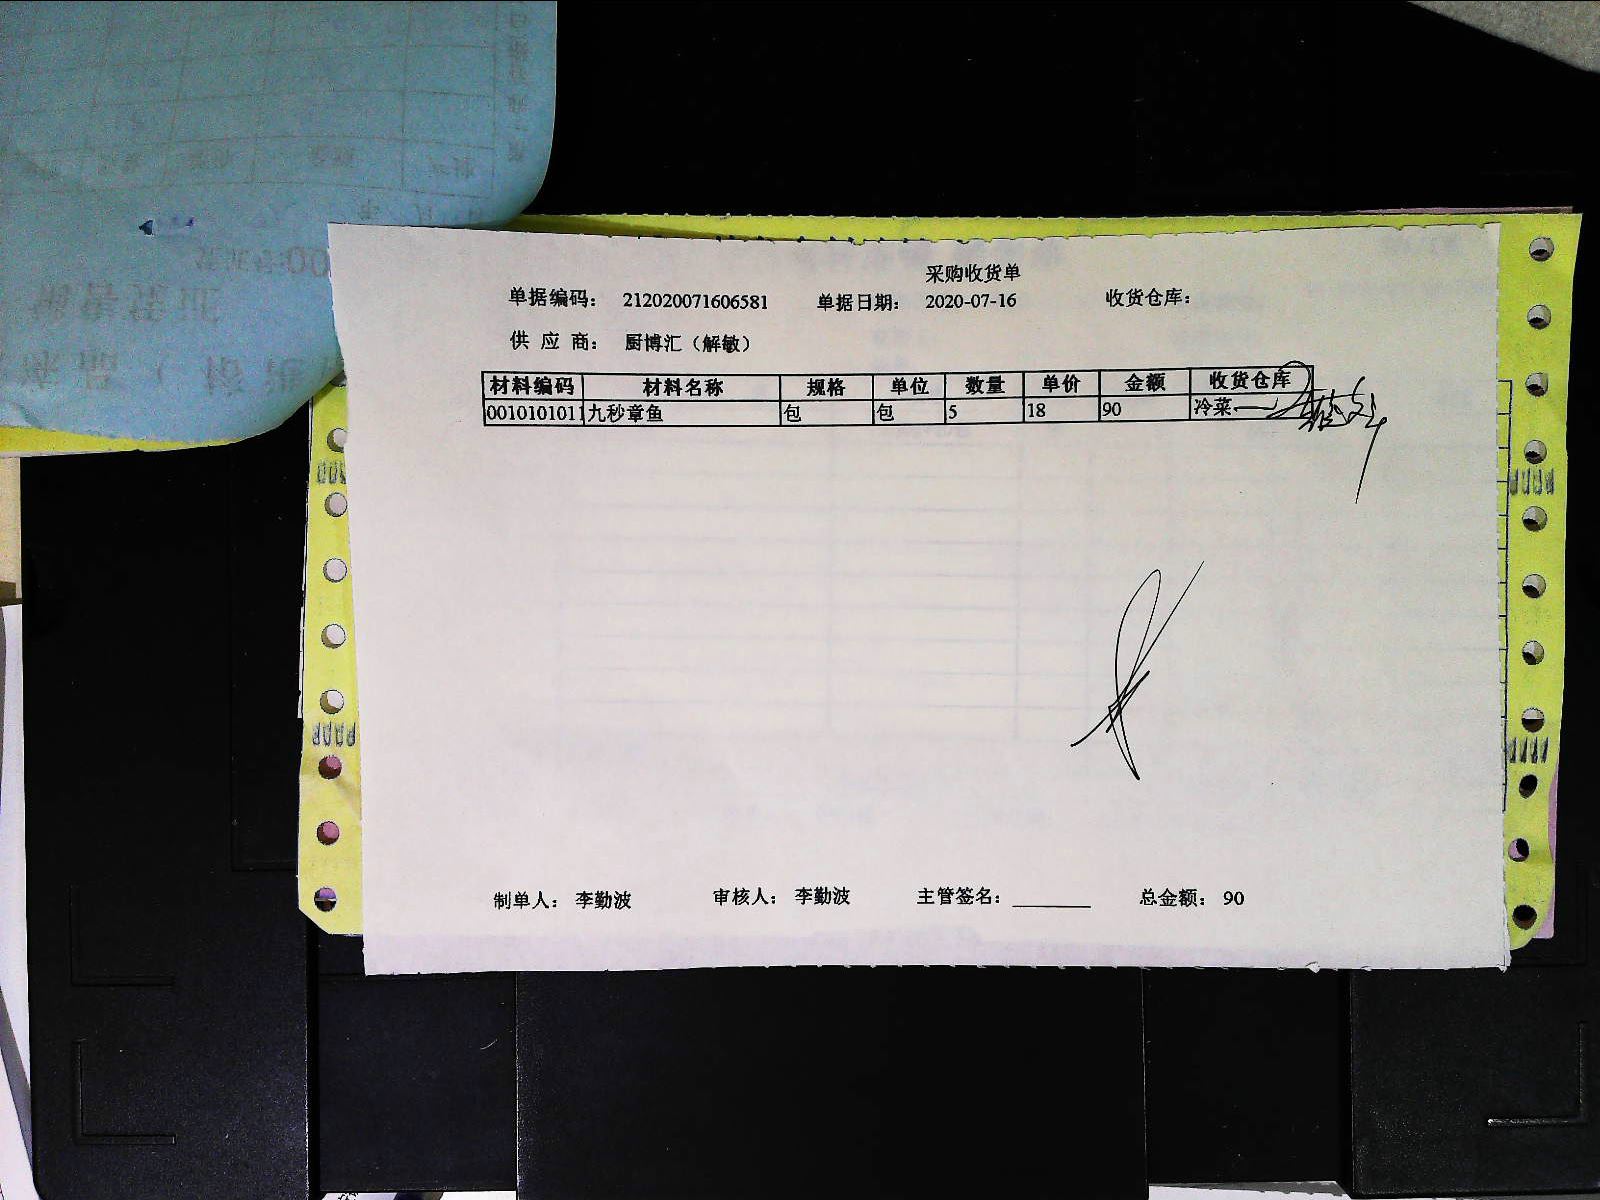 采购收货单
单据编码： 212020071606581 单据日期： 2020-07-16 收货仓库：
供 应 商： 厨博汇（解敏）
材料编码 材料名称 规格 单位 数量 单价 金额 收货仓库
0010101011 九秒章鱼 包 包 5 18 90 冷菜
制单人： 李勤波 审核人： 李勤波 主管签名： 总金额： 90